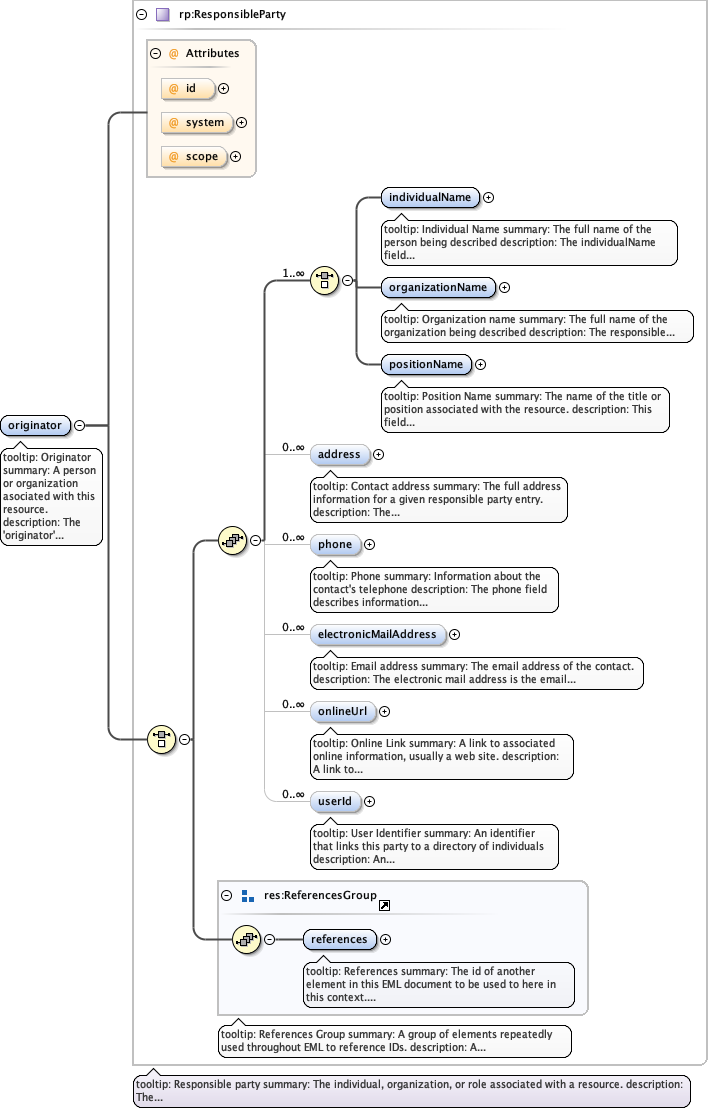 rp:ResponsibleParty
@ Attributes
@ id
@ system
@ scope
individualName
tooltip: Individual Name summary: The full name of the
person being described description: The individualName
field...
1..∞
organizationName
tooltip: Organization name summary: The full name of the
organization being described description: The responsible...
positionName
tooltip: Position Name summary: The name of the title or
position associated with the resource. description: This
field...
originator
tooltip: Originator
summary: A person
or organization
asociated with this
resource.
description: The
'originator'...
0..∞
address
tooltip: Contact address summary: The full address
information for a given responsible party entry.
description: The...
0..∞
phone
tooltip: Phone summary: Information about the
contact's telephone description: The phone field
describes information...
0..∞
electronicMailAddress
tooltip: Email address summary: The email address of the contact.
description: The electronic mail address is the email...
0..∞
onlineUrl
tooltip: Online Link summary: A link to associated
online information, usually a web site. description:
A link to...
0..∞
userId
tooltip: User Identifier summary: An identifier
that links this party to a directory of individuals
description: An...
res:ReferencesGroup
references
tooltip: References summary: The id of another
element in this EML document to be used to here in
this context....
tooltip: References Group summary: A group of elements repeatedly
used throughout EML to reference IDs. description: A...
tooltip: Responsible party summary: The individual, organization, or role associated with a resource. description:
The...